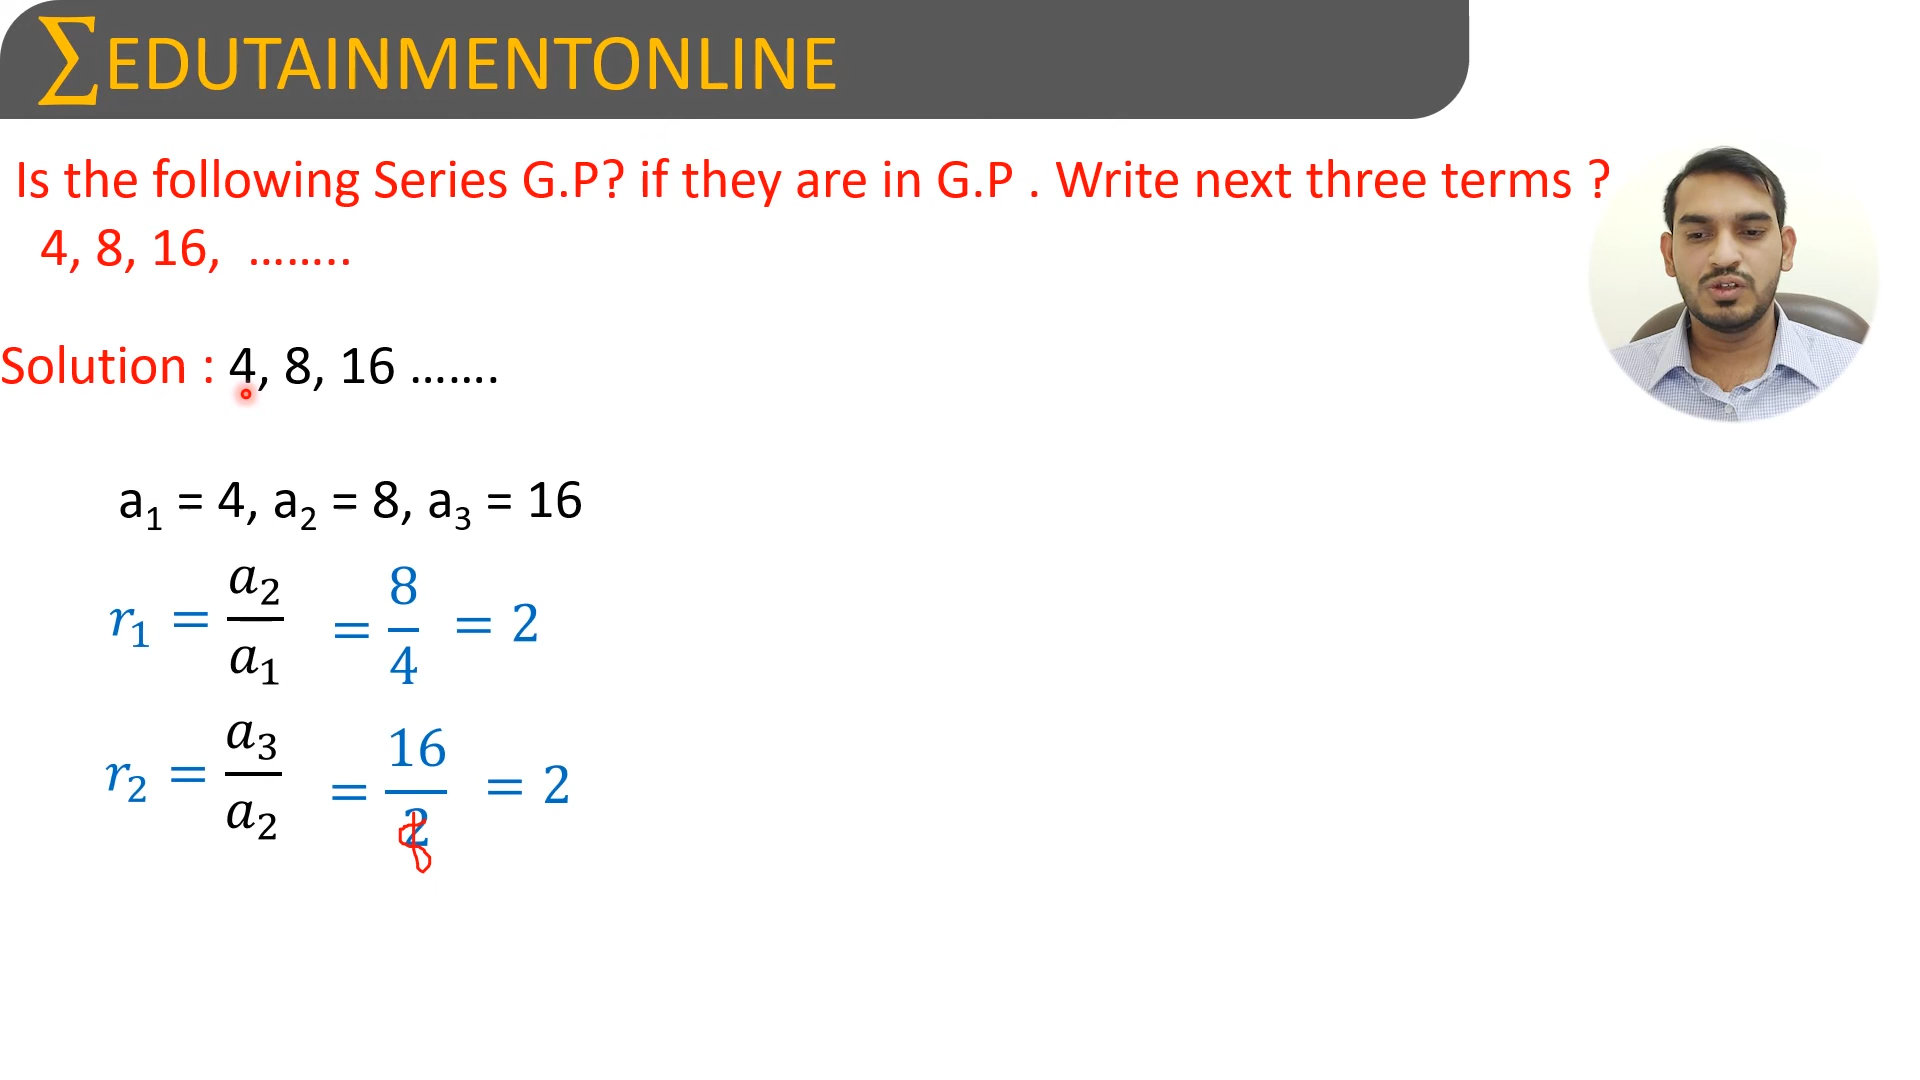 ∑EDUTAINMENTONLINE
Is the following Series G.P? if they are in G.P . Write next three terms ?
4, 8, 16, ……..
Solution : 4, 8, 16 …….
a₁ = 4, a₂ = 8, a₃ = 16
r₁ = a₂/a₁ = 8/4 = 2
r₂ = a₃/a₂ = 16/2 = 2
8